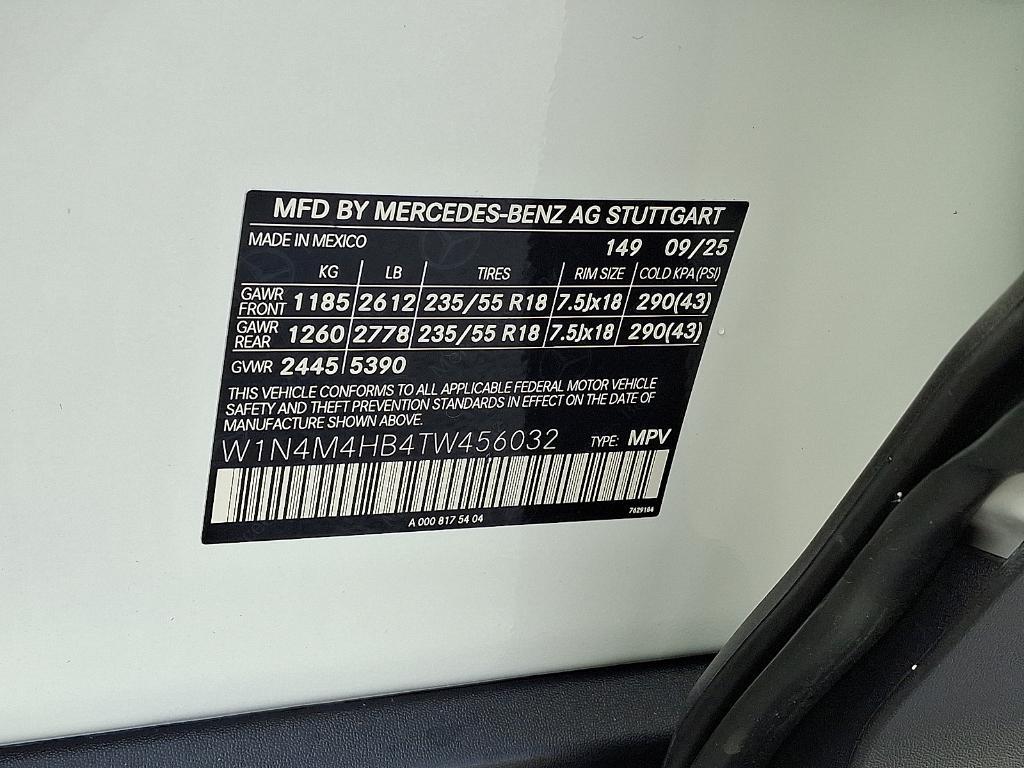 MFD BY MERCEDES-BENZ AG STUTTGART
MADE IN MEXICO 149 09/25
KG LB TIRES RIM SIZE COLD KPA (PSI)
GAWR FRONT 1185 2612 235/55 R18 7.5Jx18 290(43)
GAWR REAR 1260 2778 235/55 R18 7.5Jx18 290(43)
GVWR 2445 5390
THIS VEHICLE CONFORMS TO ALL APPLICABLE FEDERAL MOTOR VEHICLE
SAFETY AND THEFT PREVENTION STANDARDS IN EFFECT ON THE DATE OF
MANUFACTURE SHOWN ABOVE.
W1N4M4HB4TW456032 TYPE: MPV
A 000 817 54 04 7629184